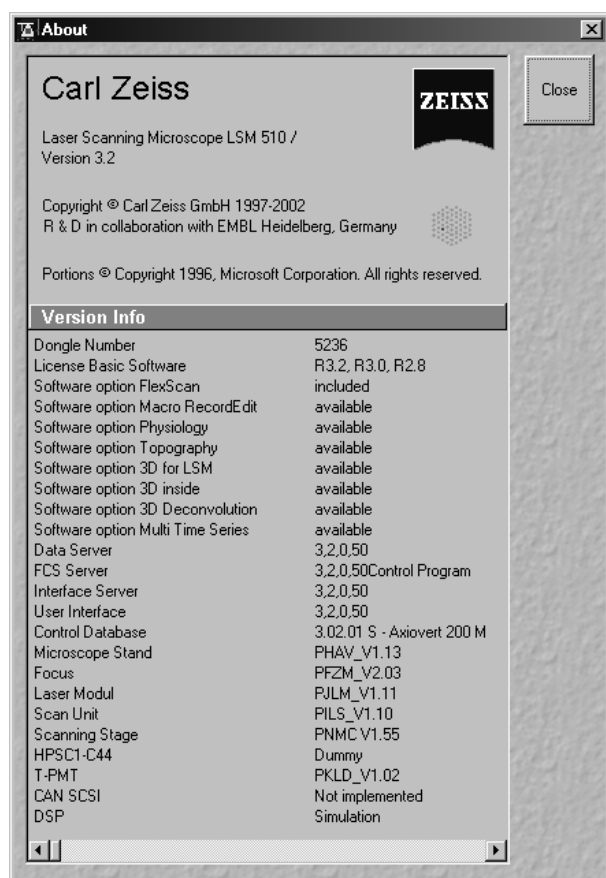 About
Carl Zeiss
ZEISS
Close
Laser Scanning Microscope LSM 510 /
Version 3.2
Copyright © Carl Zeiss GmbH 1997-2002
R & D in collaboration with EMBL Heidelberg, Germany
Portions © Copyright 1996, Microsoft Corporation. All rights reserved.
Version Info
Dongle Number 5236
License Basic Software R3.2, R3.0, R2.8
Software option FlexScan included
Software option Macro RecordEdit available
Software option Physiology available
Software option Topography available
Software option 3D for LSM available
Software option 3D inside available
Software option 3D Deconvolution available
Software option Multi Time Series available
Data Server 3,2,0,50
FCS Server 3,2,0,50Control Program
Interface Server 3,2,0,50
User Interface 3,2,0,50
Control Database 3.02.01 S - Axiovert 200 M
Microscope Stand PHAV_V1.13
Focus PFZM_V2.03
Laser Modul PJLM_V1.11
Scan Unit PILS_V1.10
Scanning Stage PNMC V1.55
HPSC1-C44 Dummy
T-PMT PKLD_V1.02
CAN SCSI Not implemented
DSP Simulation